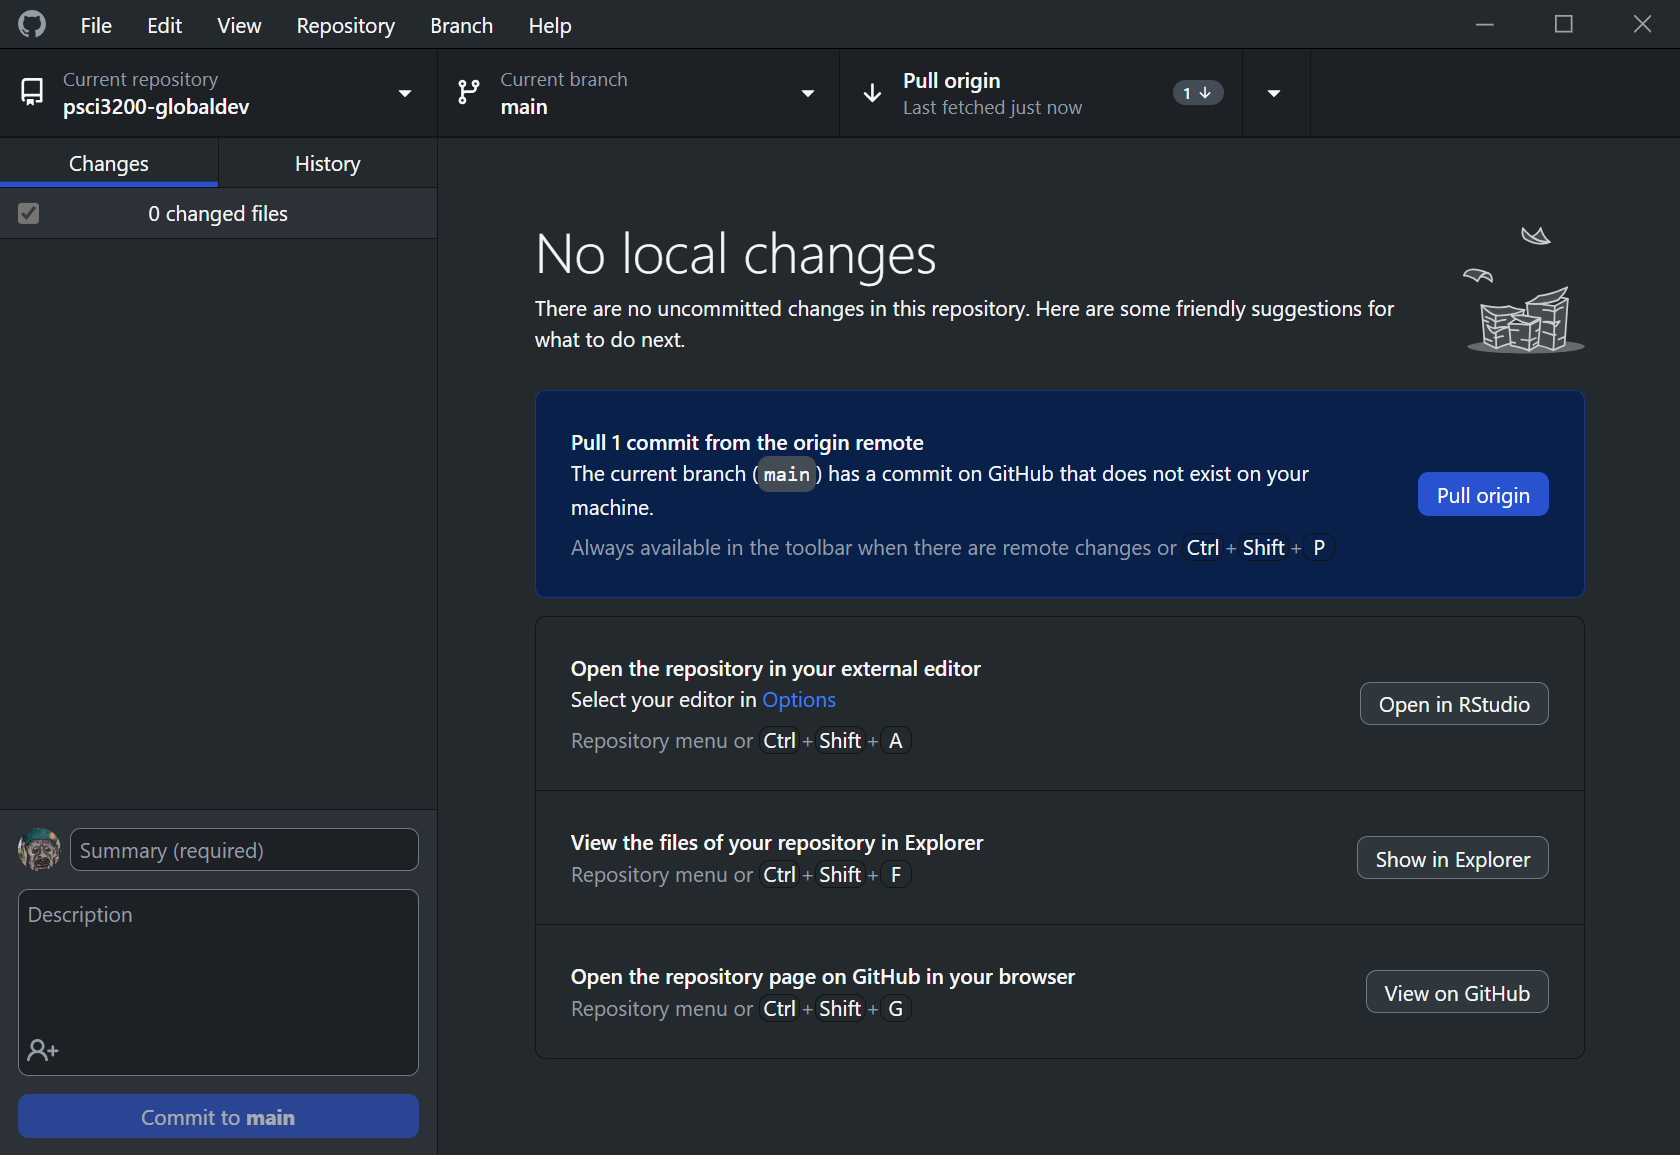 File Edit View Repository Branch Help
Current repository
psci3200-globaldev
Current branch
main
Pull origin
Last fetched just now
1
Changes
History
0 changed files
No local changes
There are no uncommitted changes in this repository. Here are some friendly suggestions for
what to do next.
Pull 1 commit from the origin remote
The current branch (main) has a commit on GitHub that does not exist on your
machine.
Always available in the toolbar when there are remote changes or Ctrl + Shift + P
Pull origin
Open the repository in your external editor
Select your editor in Options
Repository menu or Ctrl + Shift + A
Open in RStudio
View the files of your repository in Explorer
Repository menu or Ctrl + Shift + F
Show in Explorer
Open the repository page on GitHub in your browser
Repository menu or Ctrl + Shift + G
View on GitHub
Summary (required)
Description
Commit to main